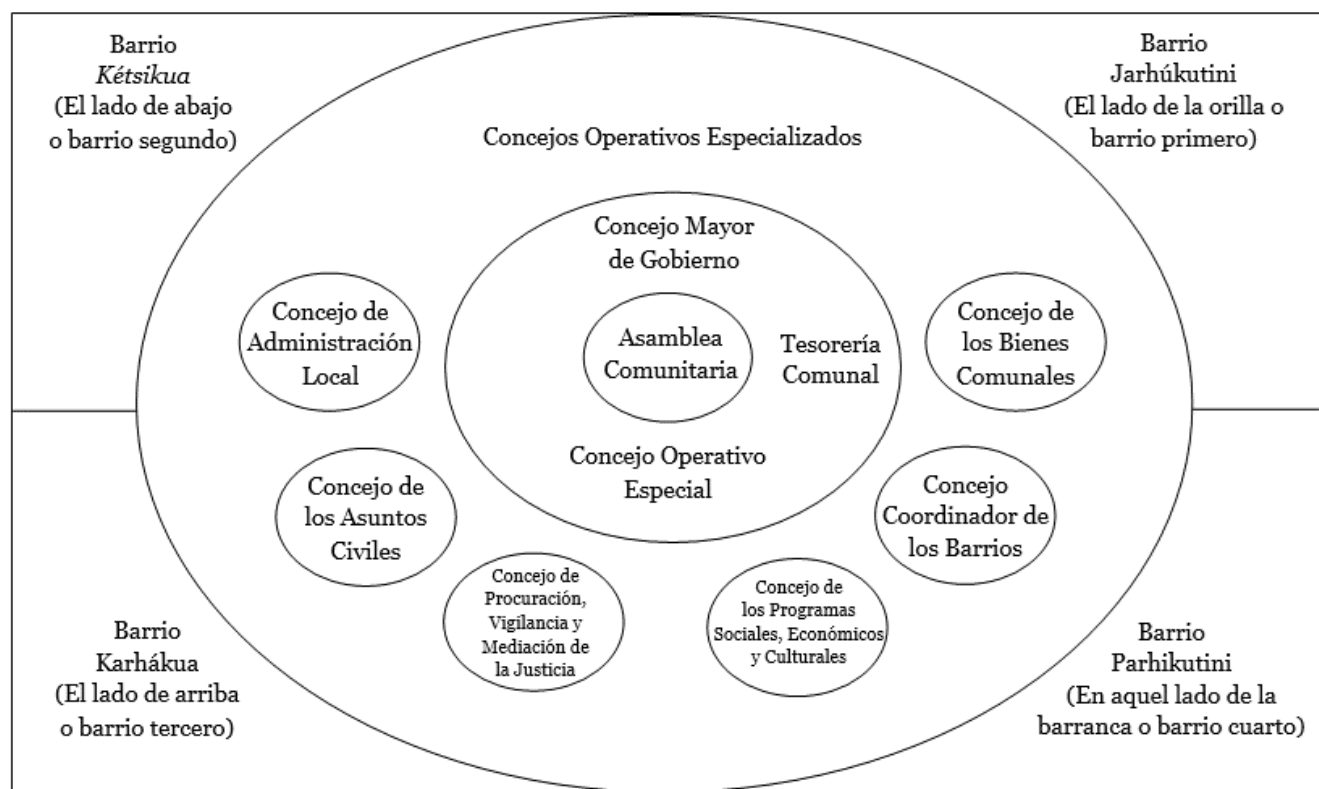 Barrio
Kétsikua
(El lado de abajo
o barrio segundo)
Barrio
Jarhúkutini
(El lado de la orilla o
barrio primero)
Concejos Operativos Especializados
Concejo Mayor
de Gobierno
Concejo de
Administración
Local
Asamblea
Comunitaria
Tesorería
Comunal
Concejo de
los Bienes
Comunales
Concejo Operativo
Especial
Concejo de
los Asuntos
Civiles
Concejo
Coordinador de
los Barrios
Concejo de
Procuración,
Vigilancia y
Mediación de
la Justicia
Concejo de
los Programas
Sociales, Económicos
y Culturales
Barrio
Karhákua
(El lado de arriba
o barrio tercero)
Barrio
Parhikutini
(En aquel lado de la
barranca o barrio cuarto)